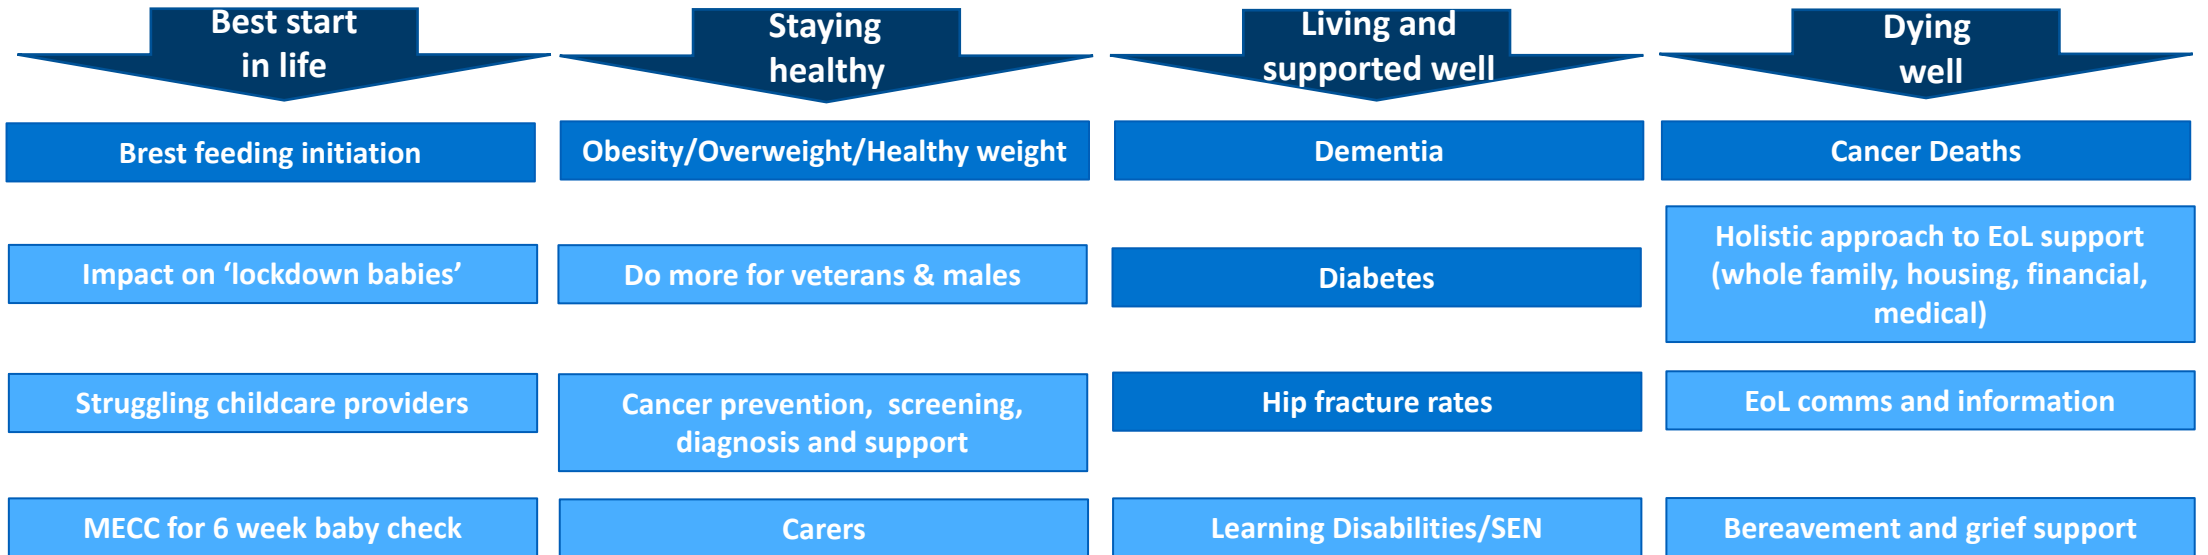 Best start
in life
Brest feeding initiation
Impact on ‘lockdown babies’
Struggling childcare providers
MECC for 6 week baby check
Staying
healthy
Obesity/Overweight/Healthy weight
Do more for veterans & males
Cancer prevention, screening,
diagnosis and support
Carers
Living and
supported well
Dementia
Diabetes
Hip fracture rates
Learning Disabilities/SEN
Dying
well
Cancer Deaths
Holistic approach to EoL support
(whole family, housing, financial,
medical)
EoL comms and information
Bereavement and grief support